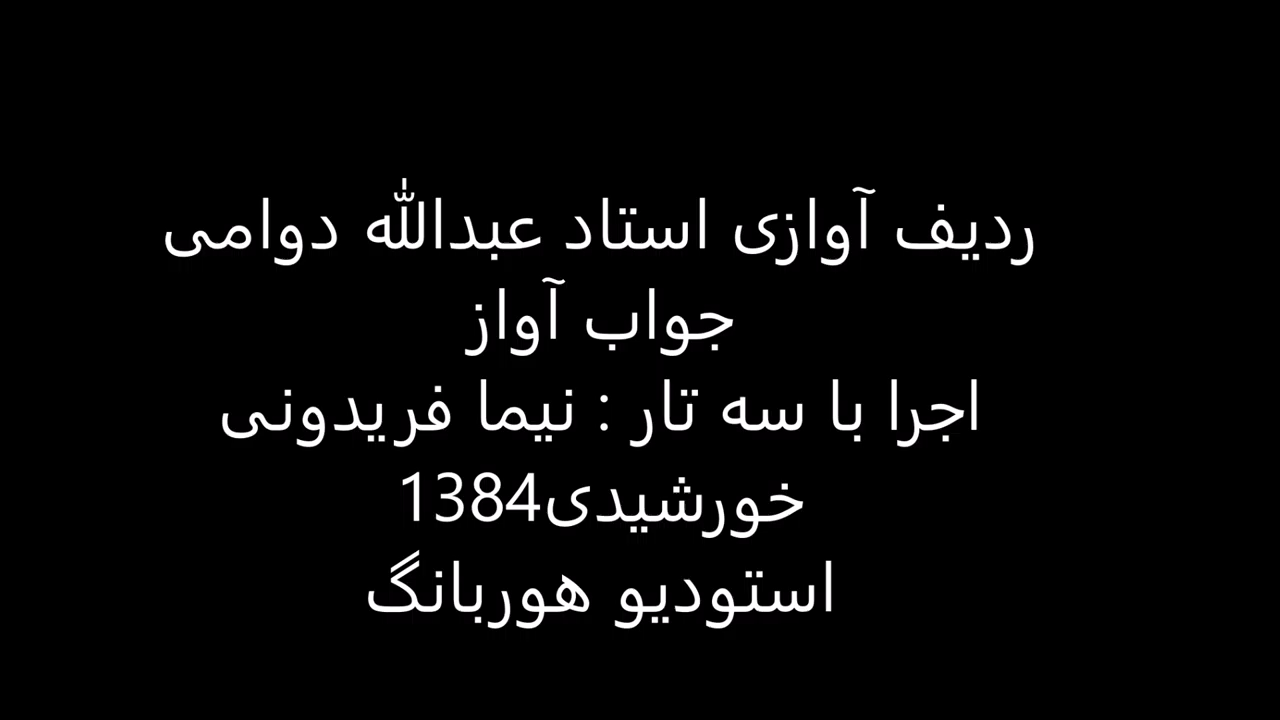 ردیف آوازی استاد عبدالله دوامی
جواب آواز
اجرا با سه تار : نیما فریدونی
خورشیدی1384
استودیو هوربانگ